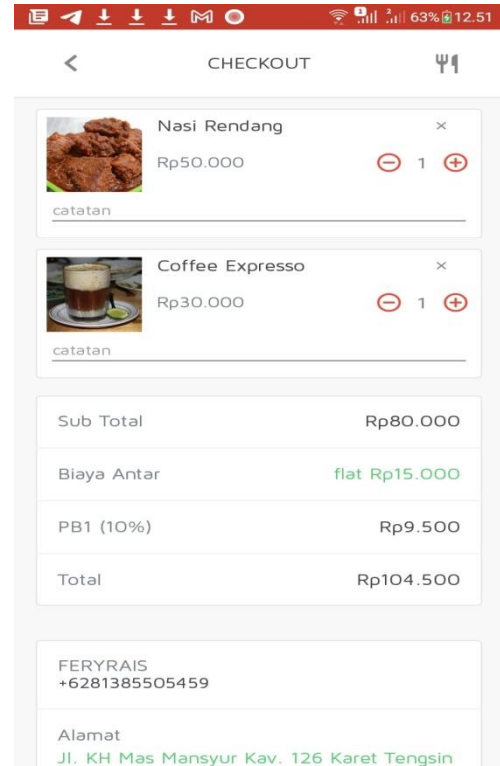 63% 12.51
CHECKOUT
Nasi Rendang
×
Rp50.000
1
catatan
Coffee Expresso
×
Rp30.000
1
catatan
Sub Total Rp80.000
Biaya Antar flat Rp15.000
PB1 (10%) Rp9.500
Total Rp104.500
FERYRAIS
+6281385505459
Alamat
Jl. KH Mas Mansyur Kav. 126 Karet Tengsin